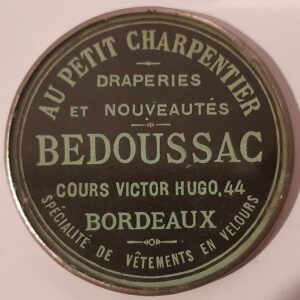 AU PETIT CHARPENTIER
DRAPERIES
ET NOUVEAUTÉS
BEDOUSSAC
COURS VICTOR HUGO, 44
BORDEAUX
SPÉCIALITÉ DE VÊTEMENTS EN VELOURS